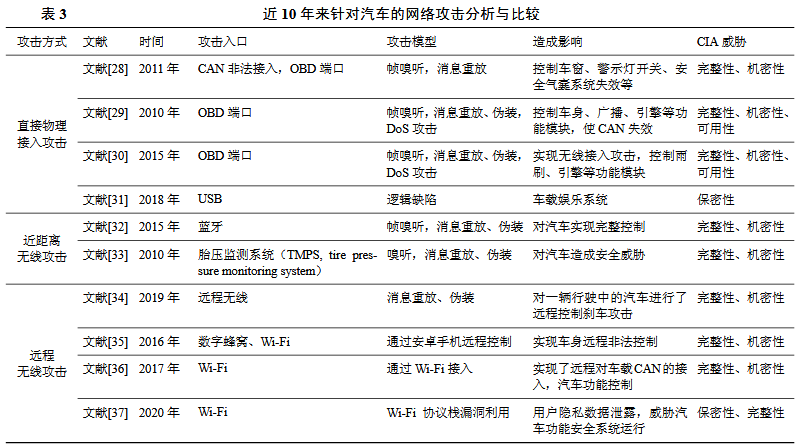 表 3 近 10 年来针对汽车的网络攻击分析与比较
攻击方式 文献 时间 攻击入口 攻击模型 造成影响 CIA 威胁
直接物理
接入攻击
文献[28] 2011 年 CAN 非法接入，OBD 端口 帧嗅听，消息重放 控制车窗、警示灯开关、安 完整性、机密性
全气囊系统失效等
文献[29] 2010 年 OBD 端口 帧嗅听，消息重放、伪装， 控制车身、广播、引擎等功 完整性、机密性、
DoS 攻击 能模块，使 CAN 失效 可用性
文献[30] 2015 年 OBD 端口 帧嗅听，消息重放、伪装， 实现无线接入攻击，控制雨 完整性、机密性、
DoS 攻击 刷、引擎等功能模块 可用性
文献[31] 2018 年 USB 逻辑缺陷 车载娱乐系统 保密性
近距离
无线攻击
文献[32] 2015 年 蓝牙 帧嗅听，消息重放、伪装 对汽车实现完整控制 完整性、机密性
文献[33] 2010 年 胎压监测系统（TMPS, tire pres- 嗅听，消息重放、伪装 对汽车造成安全威胁 完整性、机密性
sure monitoring system）
远程
无线攻击
文献[34] 2019 年 远程无线 消息重放、伪装 对一辆行驶中的汽车进行了 完整性、机密性
远程控制刹车攻击
文献[35] 2016 年 数字蜂窝、Wi-Fi 通过安卓手机远程控制 实现车身远程非法控制 完整性、机密性
文献[36] 2017 年 Wi-Fi 通过 Wi-Fi 接入 实现了远程对车载 CAN 的接 完整性、机密性
入，汽车功能控制
文献[37] 2020 年 Wi-Fi Wi-Fi 协议栈漏洞利用 用户隐私数据泄露，威胁汽 保密性、完整性
车功能安全系统运行